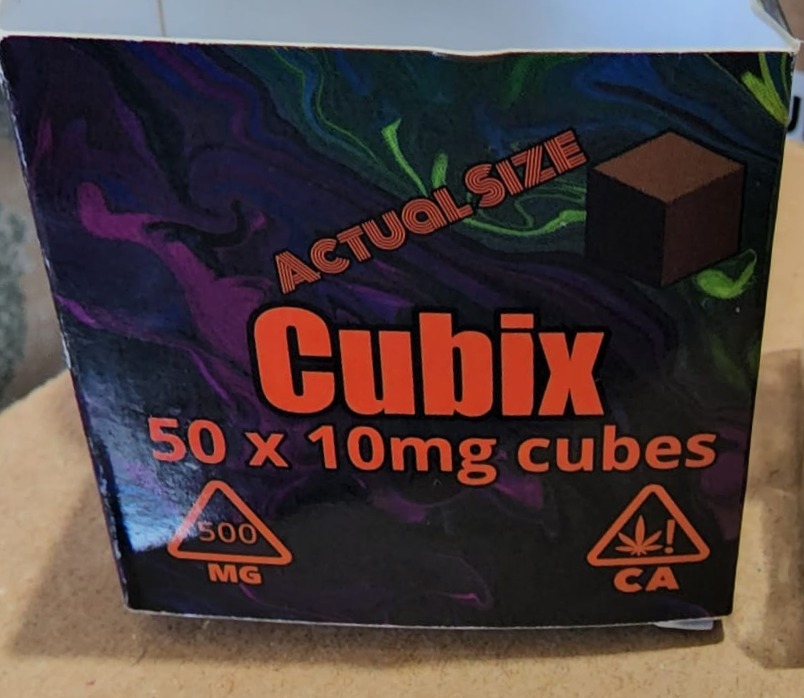 ACTUAL SIZE
Cubix
50 x 10mg cubes
500
MG
!
CA